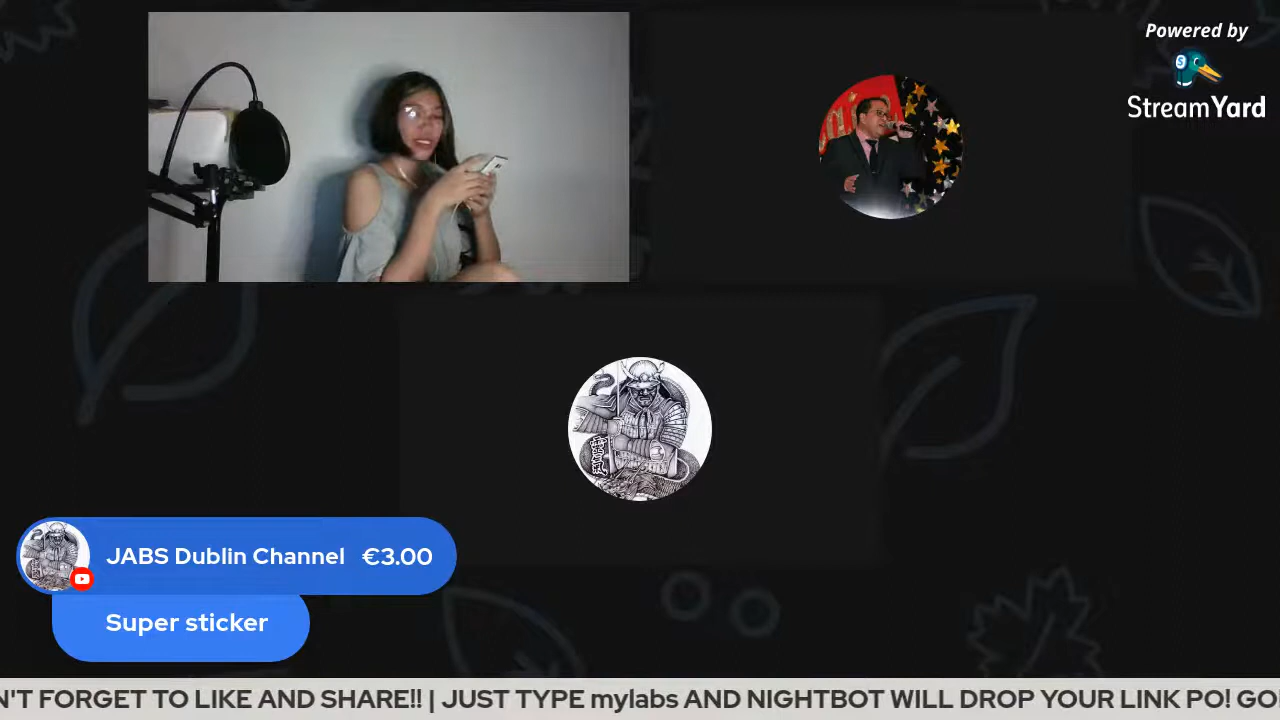 Powered by
StreamYard
JABS Dublin Channel €3.00
Super sticker
N'T FORGET TO LIKE AND SHARE!! | JUST TYPE mylabs AND NIGHTBOT WILL DROP YOUR LINK PO! GO